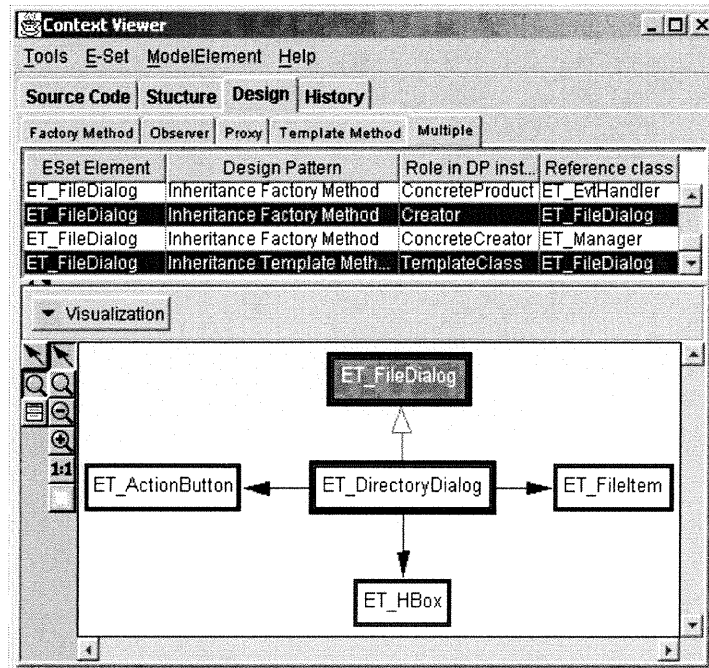 Context Viewer
Tools E-Set ModelElement Help
Source Code Stucture Design History
Factory Method Observer Proxy Template Method Multiple
ESet Element Design Pattern Role in DP inst... Reference class
ET_FileDialog Inheritance Factory Method ConcreteProduct ET_EvtHandler
ET_FileDialog Inheritance Factory Method Creator ET_FileDialog
ET_FileDialog Inheritance Factory Method ConcreteCreator ET_Manager
ET_FileDialog Inheritance Template Meth... TemplateClass ET_FileDialog
Visualization
ET_FileDialog
1:1
ET_ActionButton ET_DirectoryDialog ET_FileItem
ET_HBox